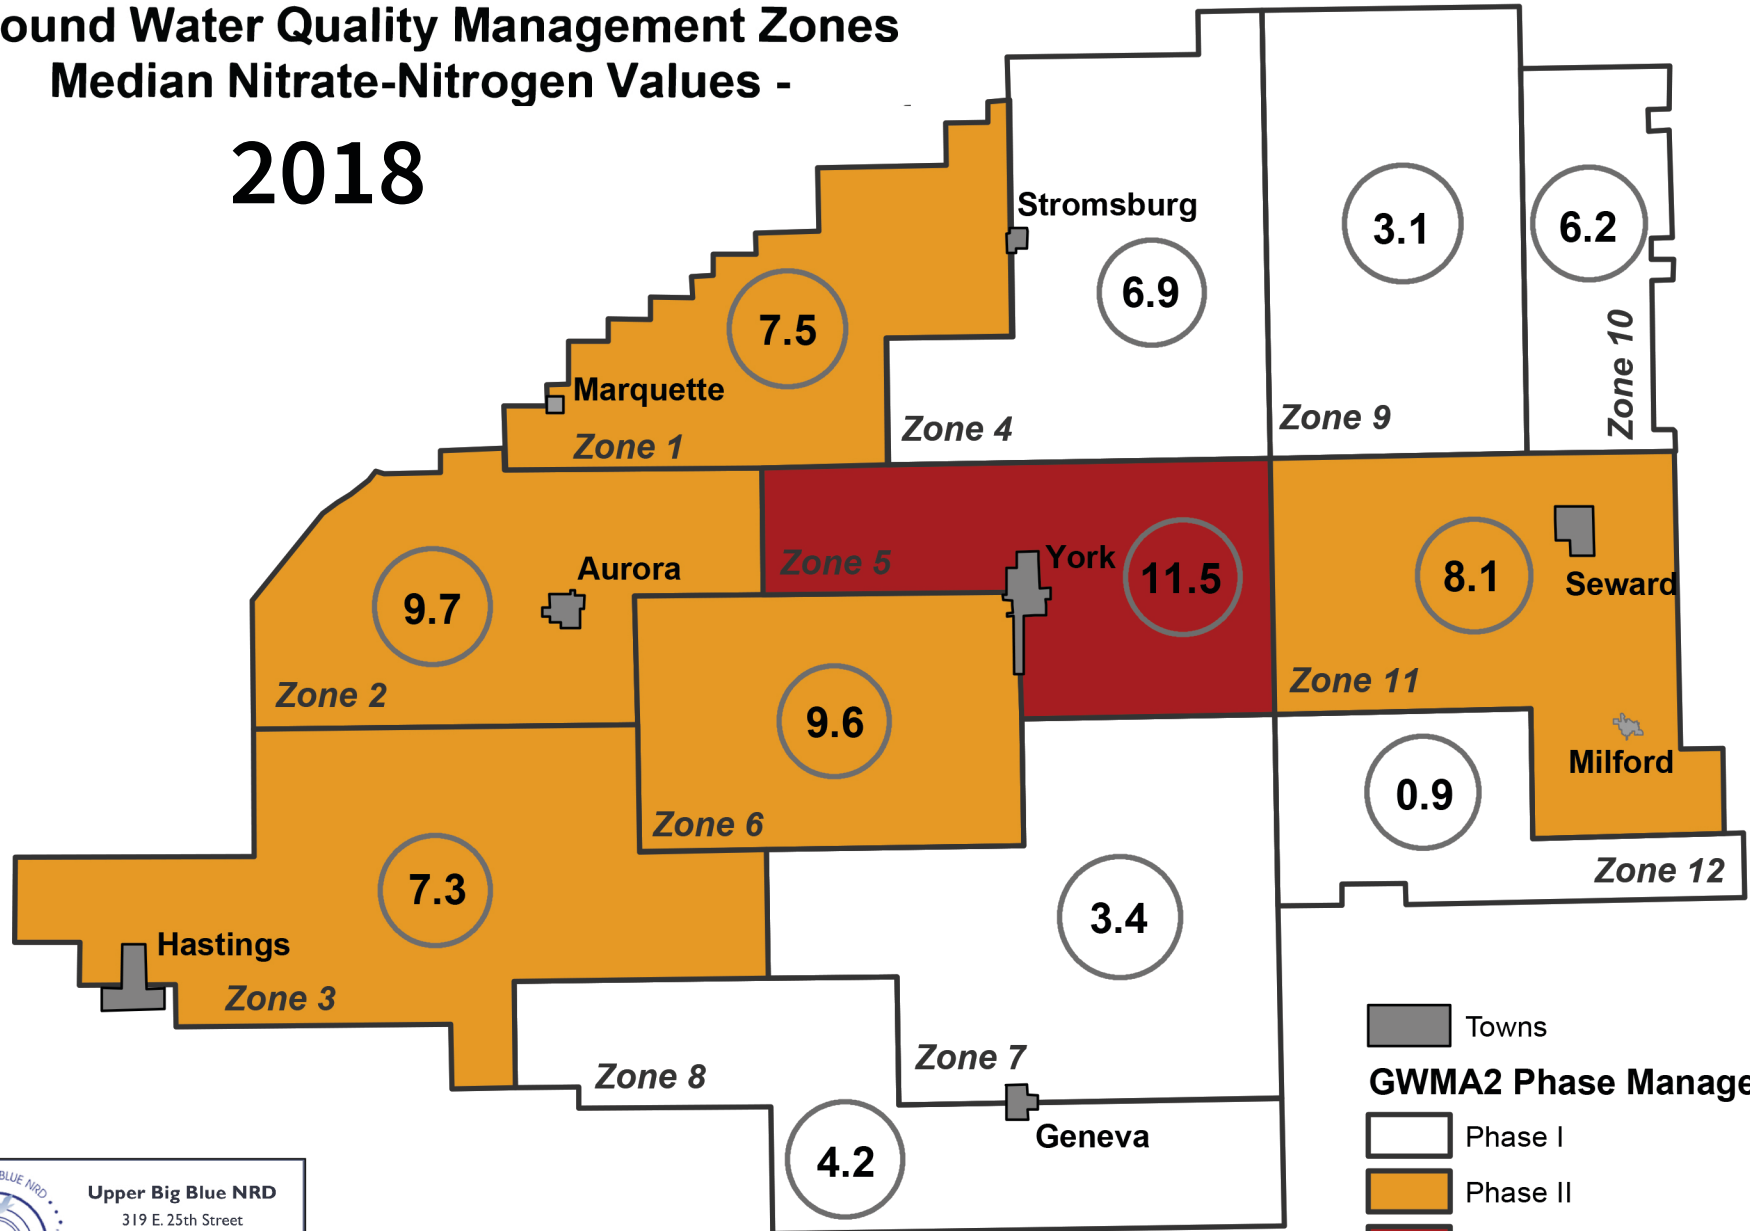 ound Water Quality Management Zones
Median Nitrate-Nitrogen Values -
2018
Stromsburg
3.1
6.2
6.9
7.5
Zone 10
Marquette
Zone 1
Zone 4
Zone 9
Zone 5
York
11.5
Aurora
9.7
8.1
Seward
Zone 2
Zone 11
9.6
Milford
Zone 6
0.9
Zone 12
7.3
3.4
Hastings
Zone 3
Zone 8
Zone 7
Geneva
4.2
Towns
GWMA2 Phase Manage
Phase I
Phase II
BLUE NRD
Upper Big Blue NRD
319 E. 25th Street